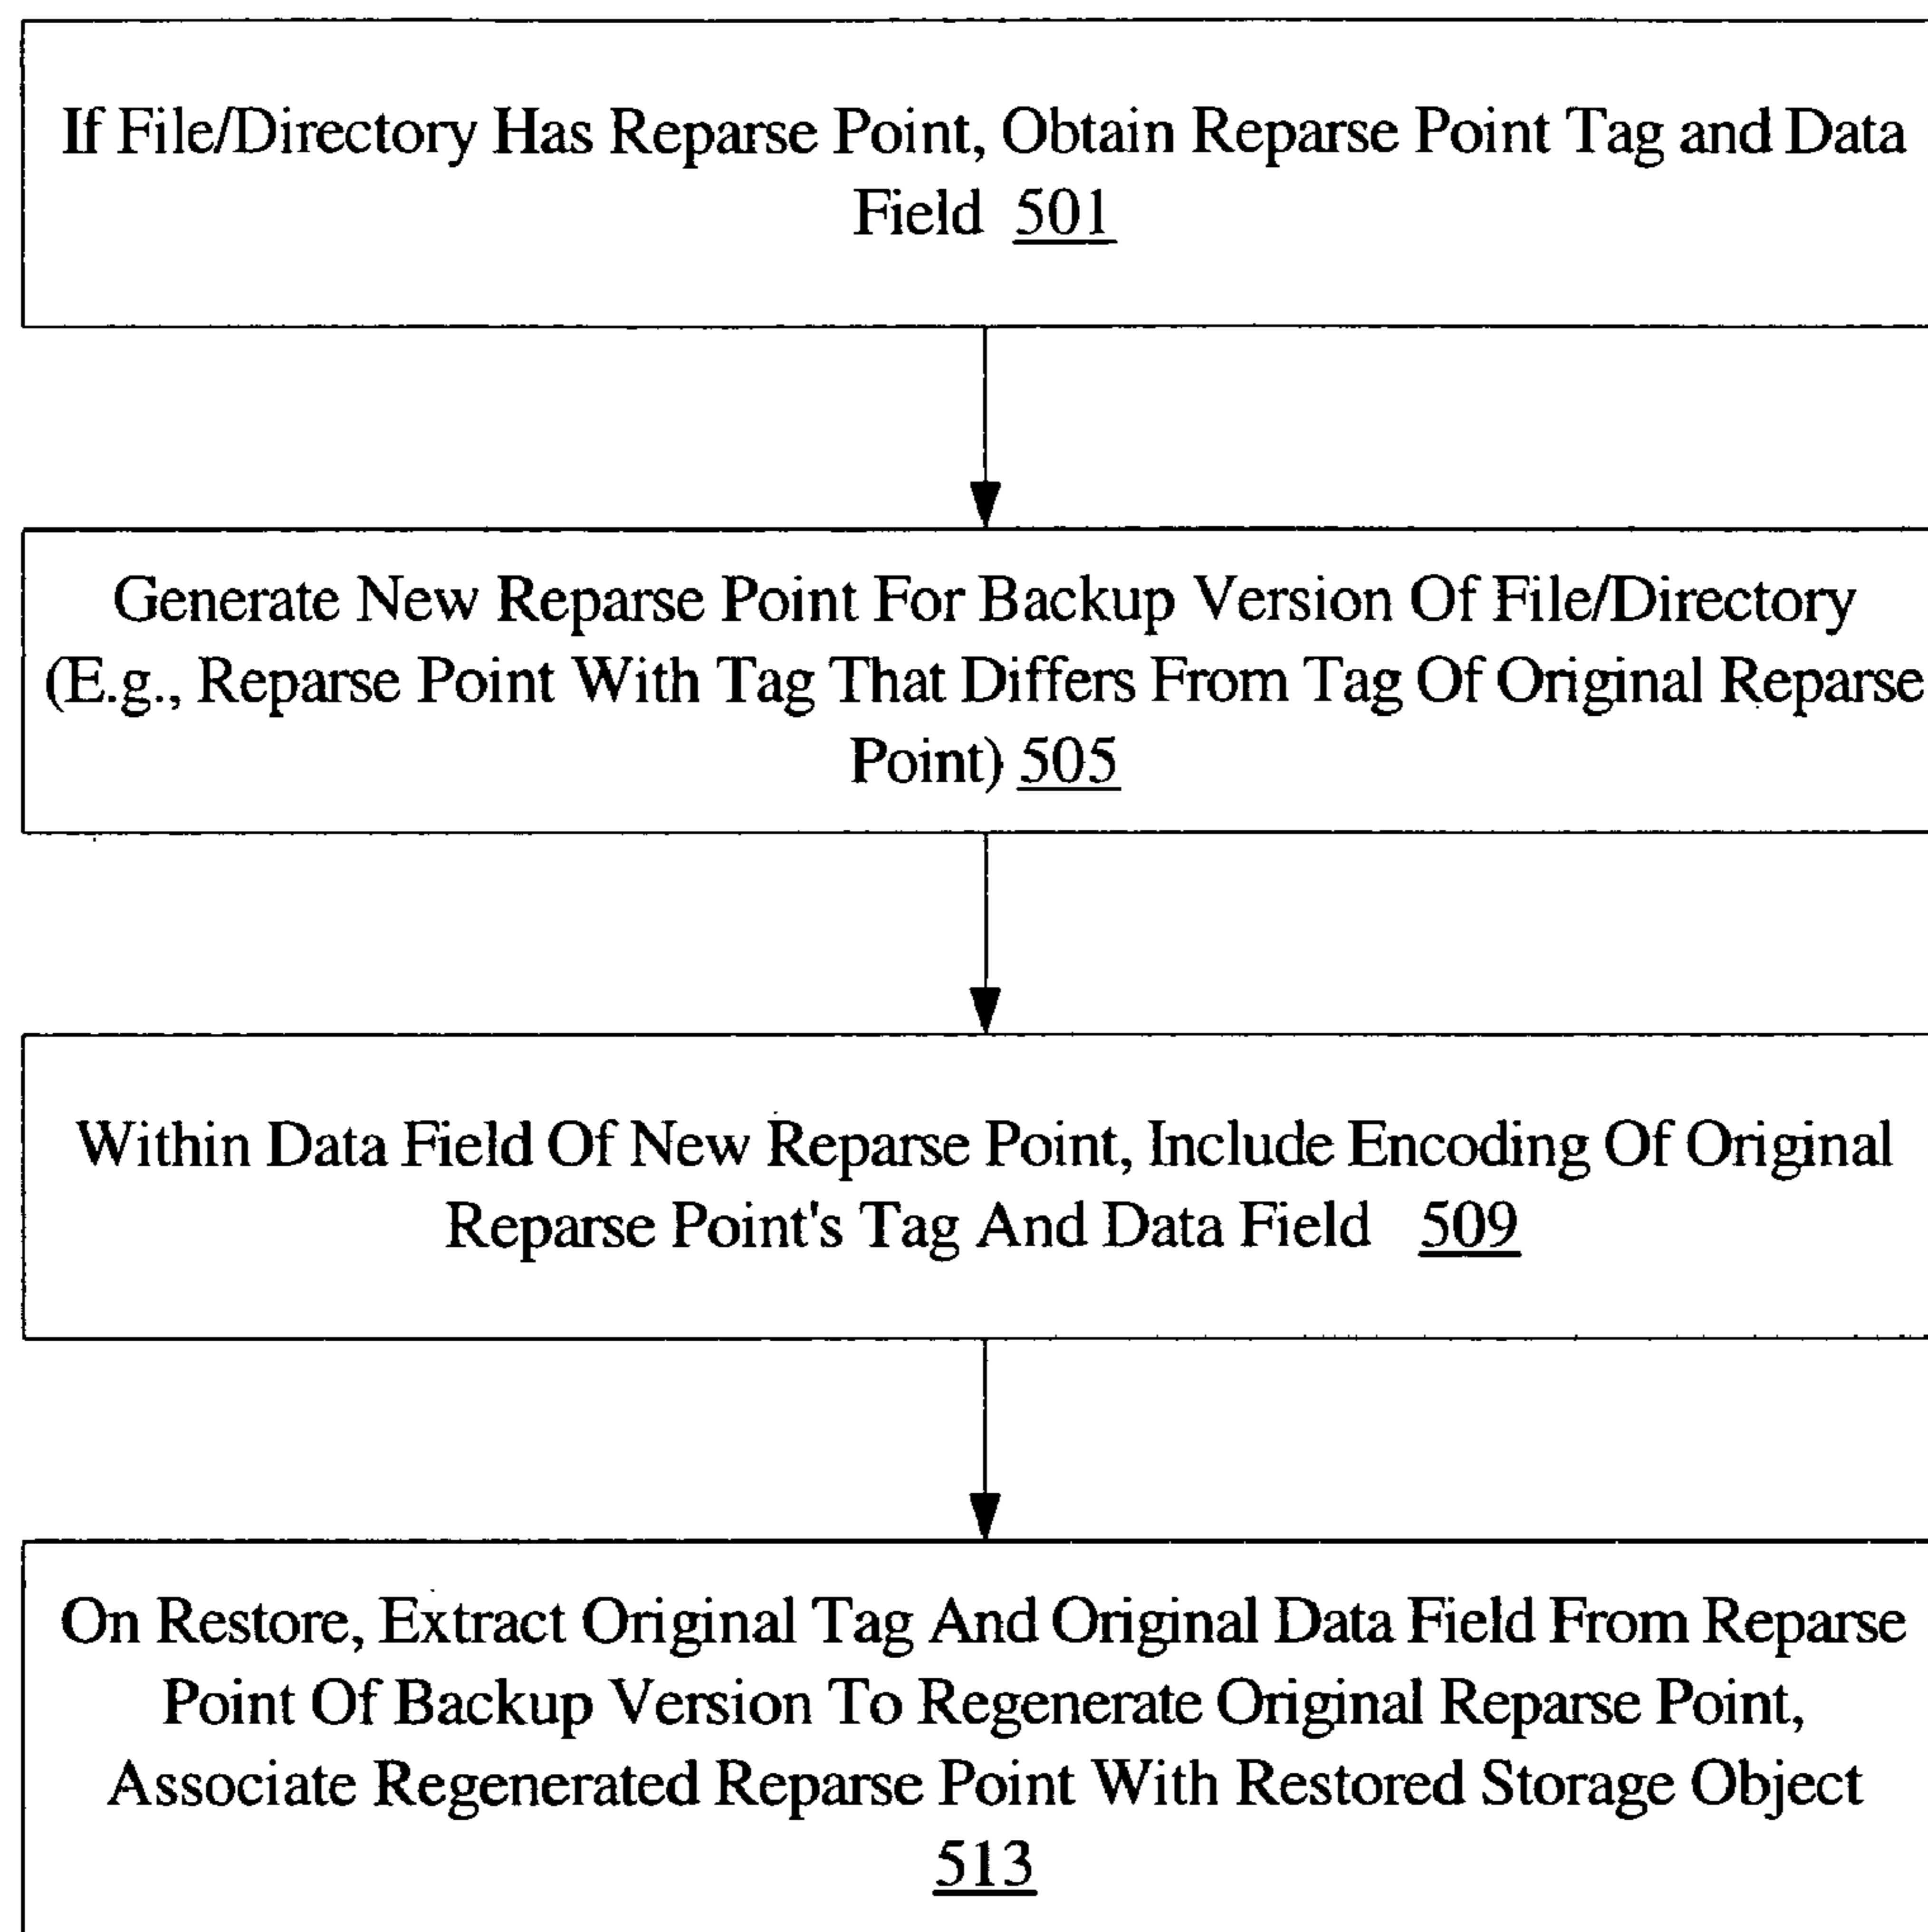 If File/Directory Has Reparse Point, Obtain Reparse Point Tag and Data
Field 501
Generate New Reparse Point For Backup Version Of File/Directory
(E.g., Reparse Point With Tag That Differs From Tag Of Original Reparse
Point) 505
Within Data Field Of New Reparse Point, Include Encoding Of Original
Reparse Point's Tag And Data Field 509
On Restore, Extract Original Tag And Original Data Field From Reparse
Point Of Backup Version To Regenerate Original Reparse Point,
Associate Regenerated Reparse Point With Restored Storage Object
513